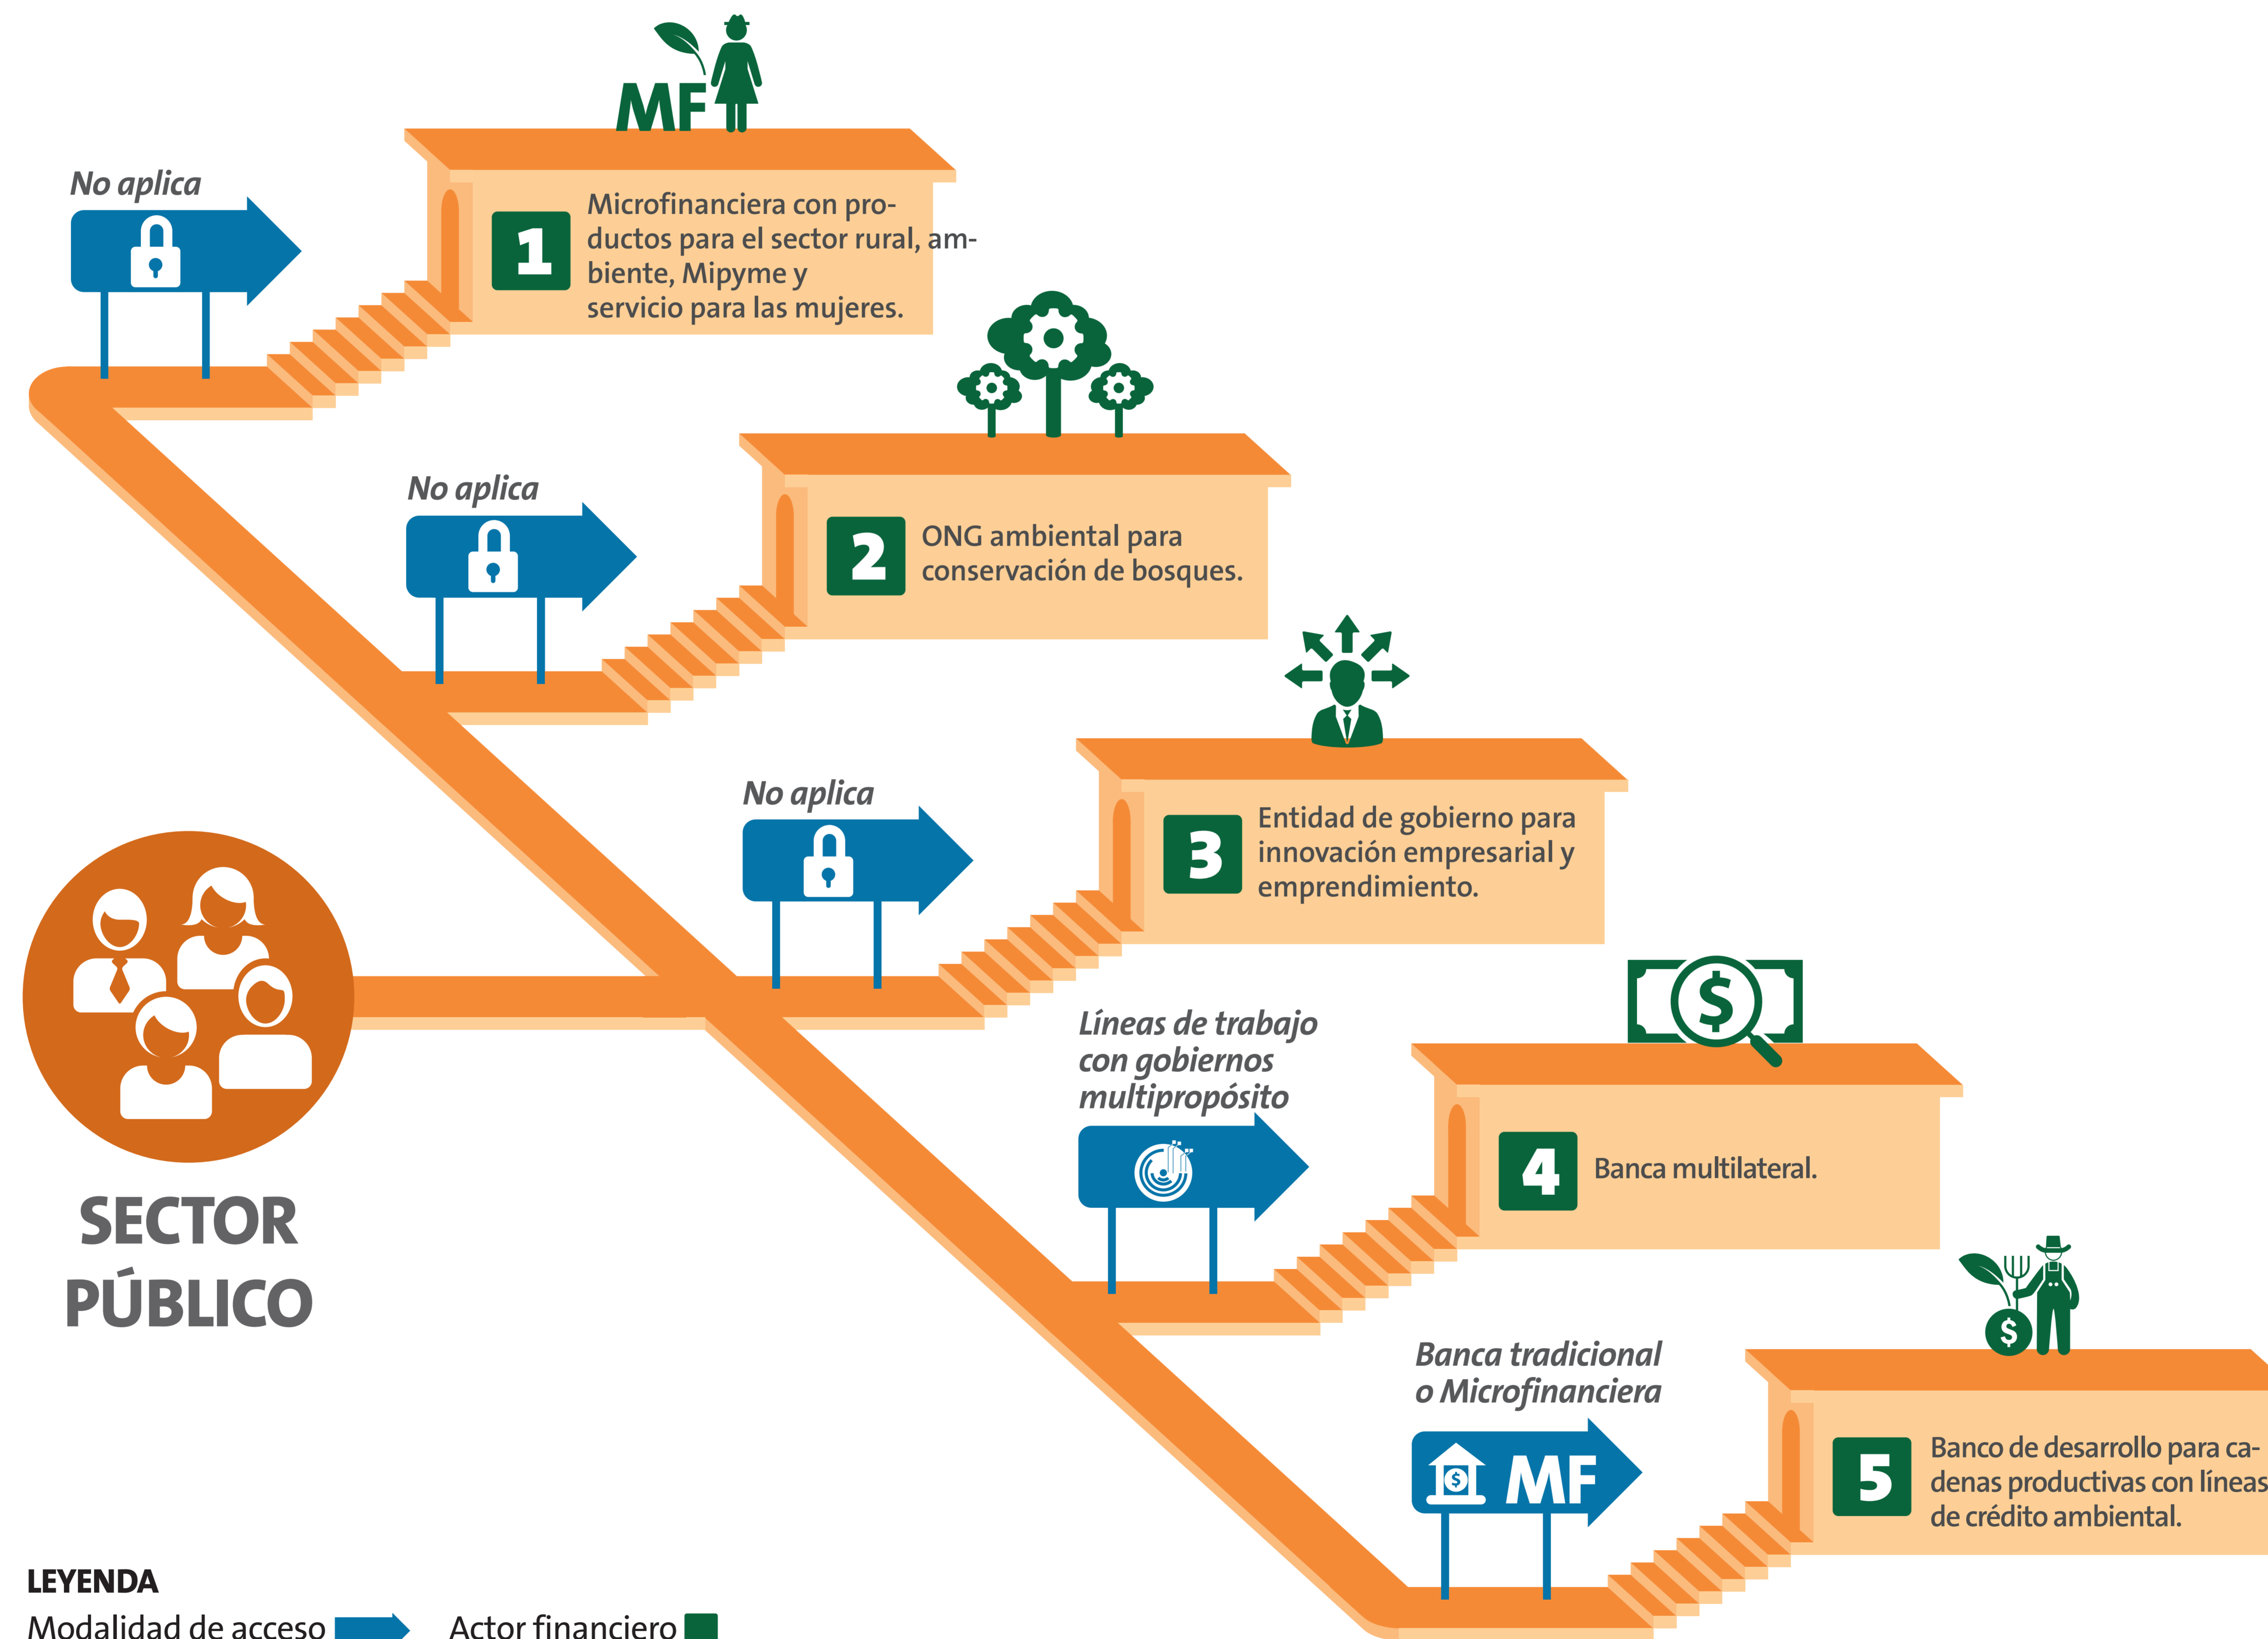 MF
No aplica
1
Microfinanciera con pro-
ductos para el sector rural, am-
biente, Mipyme y
servicio para las mujeres.
No aplica
2
ONG ambiental para
conservación de bosques.
No aplica
3
Entidad de gobierno para
innovación empresarial y
emprendimiento.
SECTOR
PÚBLICO
Líneas de trabajo
con gobiernos
multipropósito
$
4
Banca multilateral.
Banca tradicional
o Microfinanciera
$ MF
$
5
Banco de desarrollo para ca-
denas productivas con líneas
de crédito ambiental.
LEYENDA
Modalidad de acceso
Actor financiero